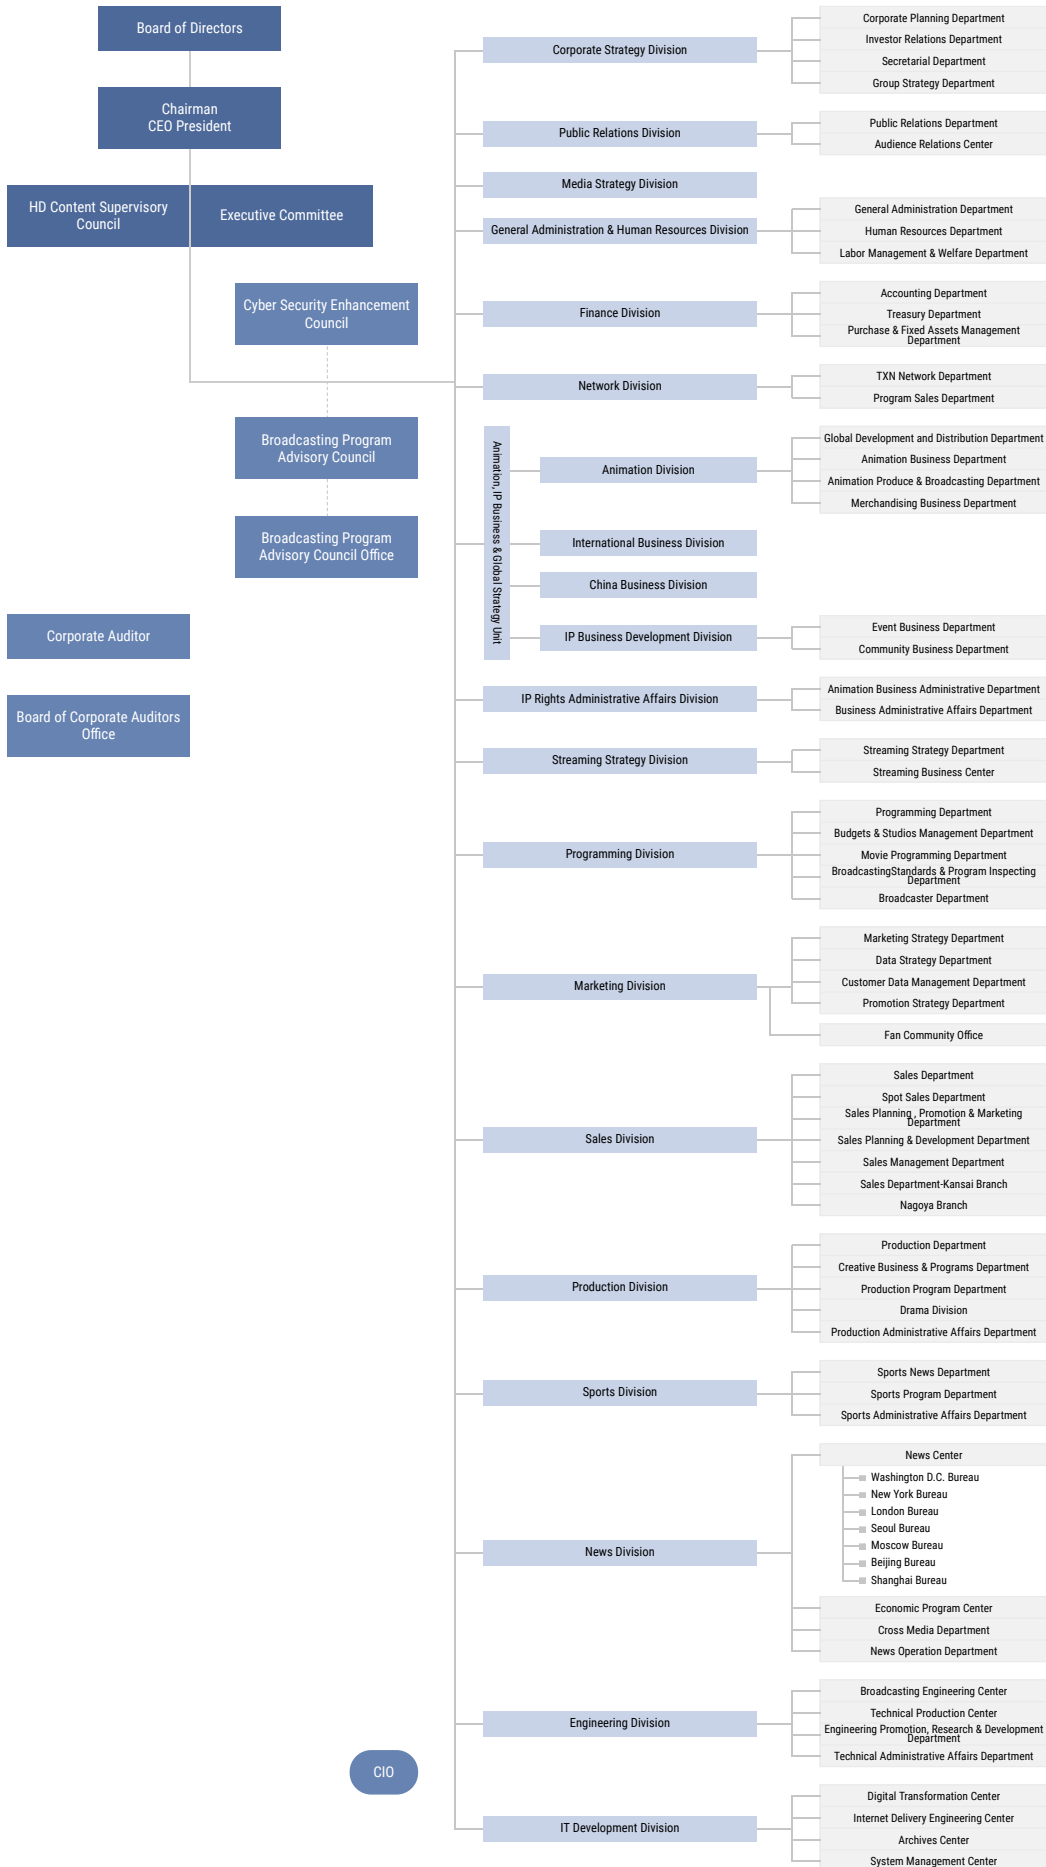 Board of Directors
Chairman
CEO President
HD Content Supervisory
Council
Executive Committee
Cyber Security Enhancement
Council
Broadcasting Program
Advisory Council
Broadcasting Program
Advisory Council Office
Corporate Auditor
Board of Corporate Auditors
Office
CIO
Corporate Strategy Division
Corporate Planning Department
Investor Relations Department
Secretarial Department
Group Strategy Department
Public Relations Division
Public Relations Department
Audience Relations Center
Media Strategy Division
General Administration & Human Resources Division
General Administration Department
Human Resources Department
Labor Management & Welfare Department
Finance Division
Accounting Department
Treasury Department
Purchase & Fixed Assets Management
Department
Network Division
TXN Network Department
Program Sales Department
Animation, IP Business & Global Strategy Unit
Animation Division
Global Development and Distribution Department
Animation Business Department
Animation Produce & Broadcasting Department
Merchandising Business Department
International Business Division
China Business Division
IP Business Development Division
Event Business Department
Community Business Department
IP Rights Administrative Affairs Division
Animation Business Administrative Department
Business Administrative Affairs Department
Streaming Strategy Division
Streaming Strategy Department
Streaming Business Center
Programming Division
Programming Department
Budgets & Studios Management Department
Movie Programming Department
BroadcastingStandards & Program Inspecting
Department
Broadcaster Department
Marketing Division
Marketing Strategy Department
Data Strategy Department
Customer Data Management Department
Promotion Strategy Department
Fan Community Office
Sales Division
Sales Department
Spot Sales Department
Sales Planning , Promotion & Marketing
Department
Sales Planning & Development Department
Sales Management Department
Sales Department-Kansai Branch
Nagoya Branch
Production Division
Production Department
Creative Business & Programs Department
Production Program Department
Drama Division
Production Administrative Affairs Department
Sports Division
Sports News Department
Sports Program Department
Sports Administrative Affairs Department
News Division
News Center
Washington D.C. Bureau
New York Bureau
London Bureau
Seoul Bureau
Moscow Bureau
Beijing Bureau
Shanghai Bureau
Economic Program Center
Cross Media Department
News Operation Department
Engineering Division
Broadcasting Engineering Center
Technical Production Center
Engineering Promotion, Research & Development
Department
Technical Administrative Affairs Department
IT Development Division
Digital Transformation Center
Internet Delivery Engineering Center
Archives Center
System Management Center